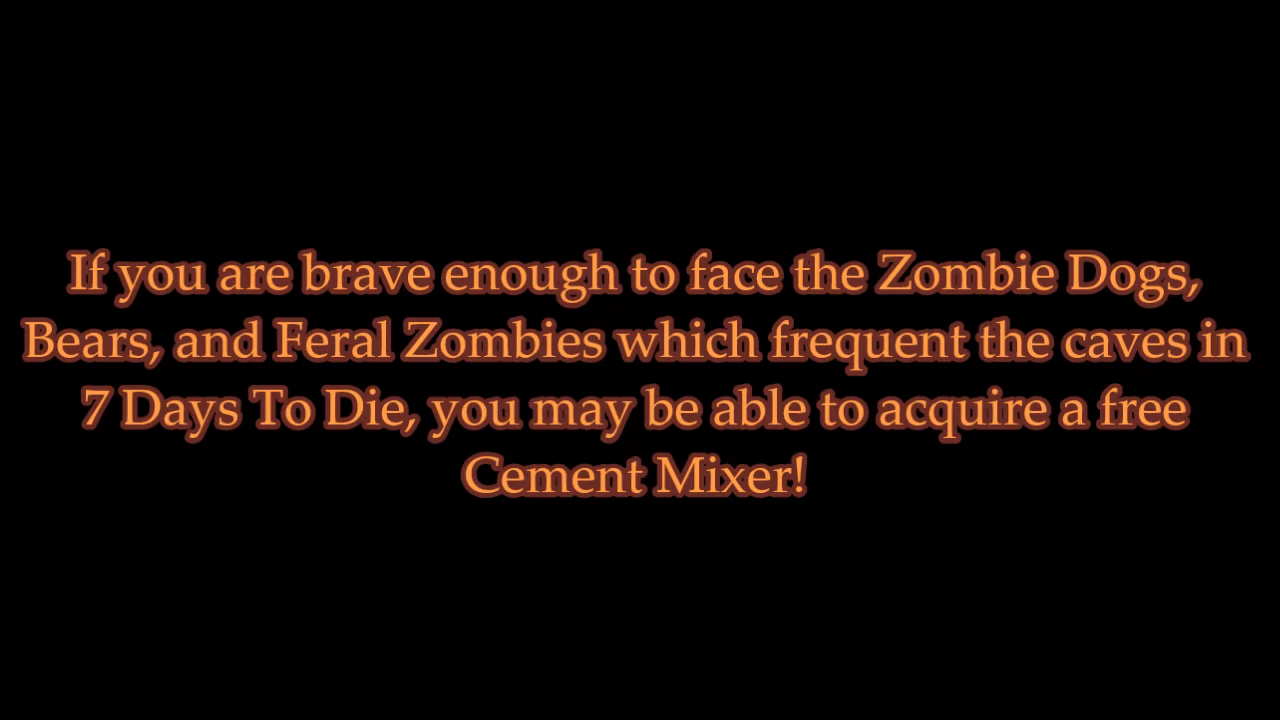 If you are brave enough to face the Zombie Dogs,
Bears, and Feral Zombies which frequent the caves in
7 Days To Die, you may be able to acquire a free
Cement Mixer!